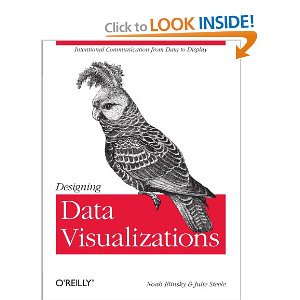 Click to LOOK INSIDE!
Intentional Communication from Data to Display
Designing
Data
Visualizations
O'REILLY®
Noah Iliinsky & Julie Steele